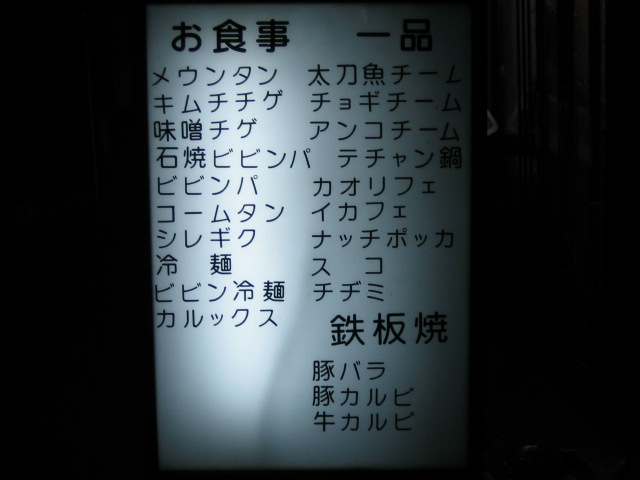 お食事
メウンタン
キムチチゲ
味噌チゲ
石焼ビビンパ
ビビンパ
コームタン
シレギク
冷 麺
ビビン冷麺
カルックス
一品
太刀魚チーム
チョギチーム
アンコチーム
テチャン鍋
カオリフェ
イカフェ
ナッチポッカ
スコ
チヂミ
鉄板焼
豚バラ
豚カルビ
牛カルビ